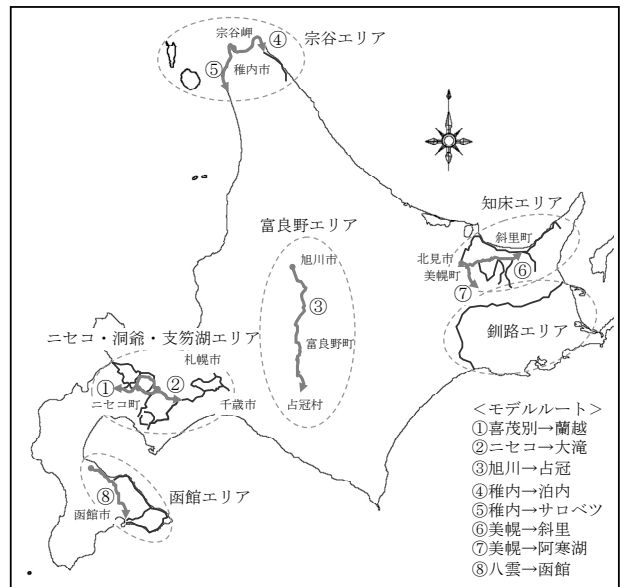 宗谷岬
④
宗谷エリア
⑤
稚内市
知床エリア
富良野エリア
斜里町
旭川市
北見市
⑥
美幌町
③
⑦
ニセコ・洞爺・支笏湖エリア
富良野町
釧路エリア
札幌市
①
②
ニセコ町
千歳市
占冠村
<モデルルート>
①喜茂別→蘭越
②ニセコ→大滝
③旭川→占冠
④稚内→泊内
⑤稚内→サロベツ
⑥美幌→斜里
⑦美幌→阿寒湖
⑧八雲→函館
⑧
函館エリア
函館市